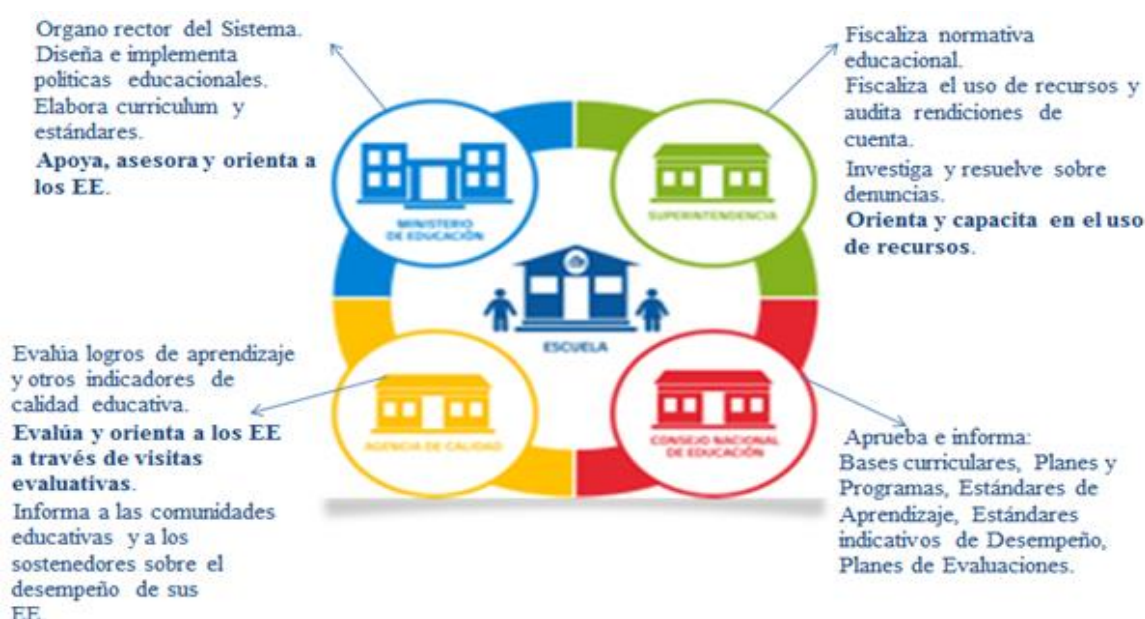 Organo rector del Sistema.
Diseña e implementa
políticas educacionales.
Elabora curriculum y
estándares.
Apoya, asesora y orienta a
los EE.
Fiscaliza normativa
educacional.
Fiscaliza el uso de recursos y
audita rendiciones de
cuenta.
Investiga y resuelve sobre
denuncias.
Orienta y capacita en el uso
de recursos.
MINISTERIO
DE EDUCACIÓN
SUPERINTENDENCIA
ESCUELA
AGENCIA DE CALIDAD
CONSEJO NACIONAL
DE EDUCACIÓN
Evalúa logros de aprendizaje
y otros indicadores de
calidad educativa.
Evalúa y orienta a los EE
a través de visitas
evaluativas.
Informa a las comunidades
educativas y a los
sostenedores sobre el
desempeño de sus
EE
Aprueba e informa:
Bases curriculares, Planes y
Programas, Estándares de
Aprendizaje, Estándares
indicativos de Desempeño,
Planes de Evaluaciones.